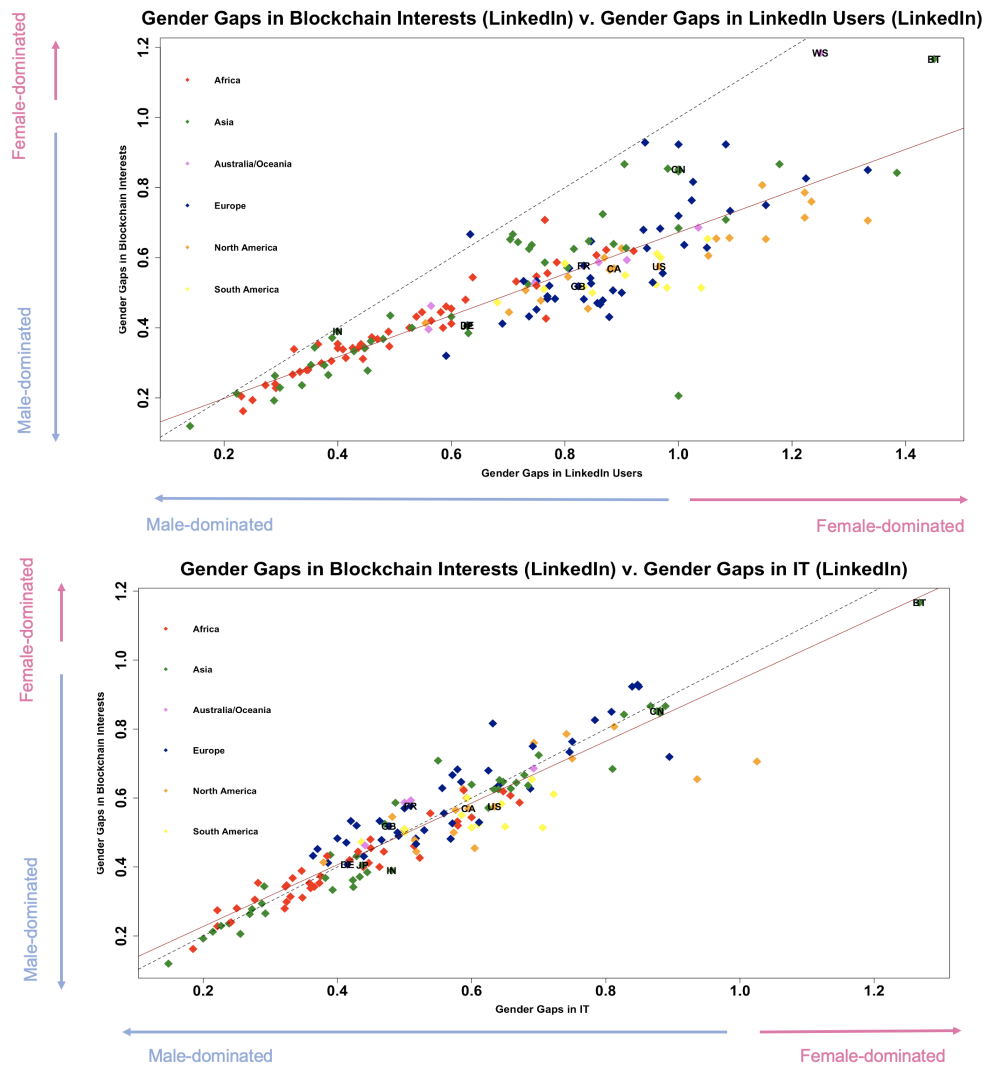 Gender Gaps in Blockchain Interests (LinkedIn) v. Gender Gaps in LinkedIn Users (LinkedIn)
Female-dominated
Male-dominated
Gender Gaps in Blockchain Interests
1.2
1.0
0.8
0.6
0.4
0.2
Africa
Asia
Australia/Oceania
Europe
North America
South America
WS
BT
CN
FR
CA
US
GB
DE
IN
0.2
0.4
0.6
0.8
1.0
1.2
1.4
Gender Gaps in LinkedIn Users
Male-dominated
Female-dominated
Gender Gaps in Blockchain Interests (LinkedIn) v. Gender Gaps in IT (LinkedIn)
Female-dominated
Male-dominated
Gender Gaps in Blockchain Interests
1.2
1.0
0.8
0.6
0.4
0.2
Africa
Asia
Australia/Oceania
Europe
North America
South America
BT
CN
FR
CA
US
GB
DE
JP
IN
0.2
0.4
0.6
0.8
1.0
1.2
Gender Gaps in IT
Male-dominated
Female-dominated